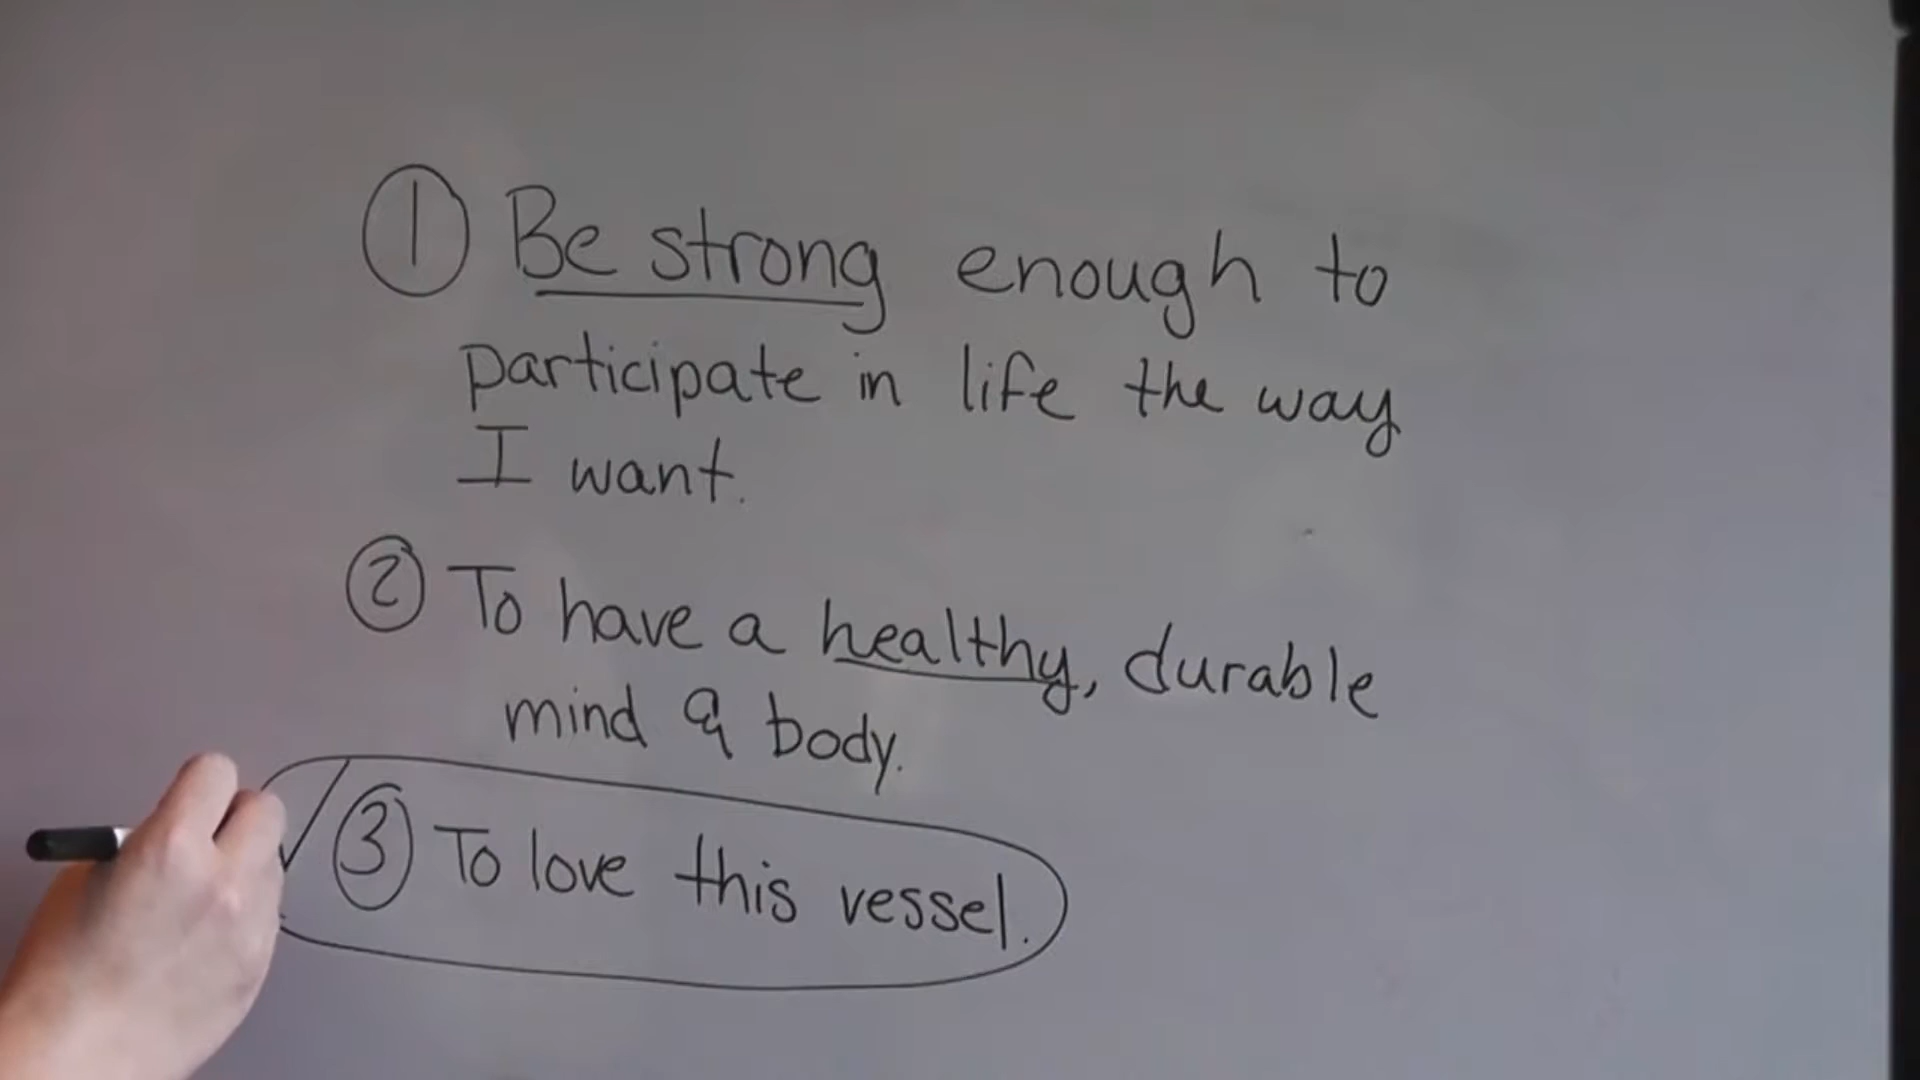 ① Be strong enough to
participate in life the way
I want.
② To have a healthy, durable
mind & body.
✓ ③ To love this vessel.